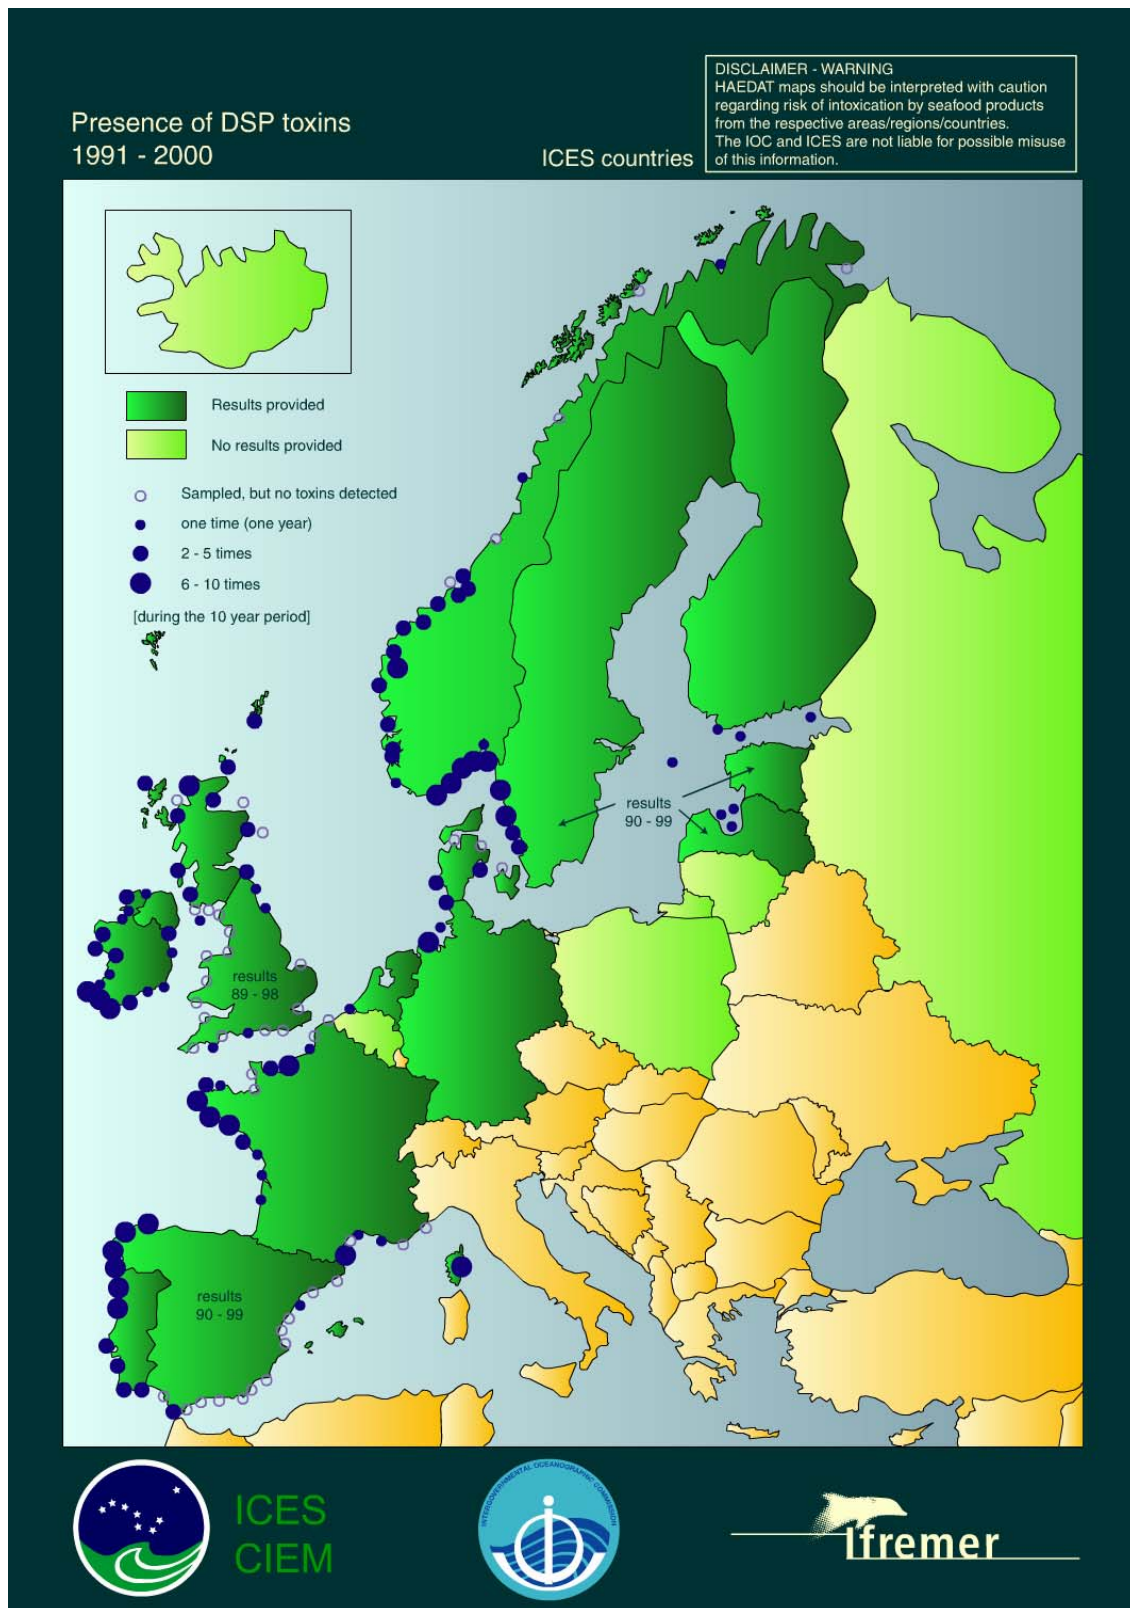 Presence of DSP toxins
1991 - 2000
ICES countries
DISCLAIMER - WARNING
HAEDAT maps should be interpreted with caution
regarding risk of intoxication by seafood products
from the respective areas/regions/countries.
The IOC and ICES are not liable for possible misuse
of this information.
Results provided
No results provided
Sampled, but no toxins detected
one time (one year)
2 - 5 times
6 - 10 times
[during the 10 year period]
results
90 - 99
results
89 - 98
results
90 - 99
ICES
CIEM
INTERGOVERNMENTAL OCEANOGRAPHIC COMMISSION
Ifremer